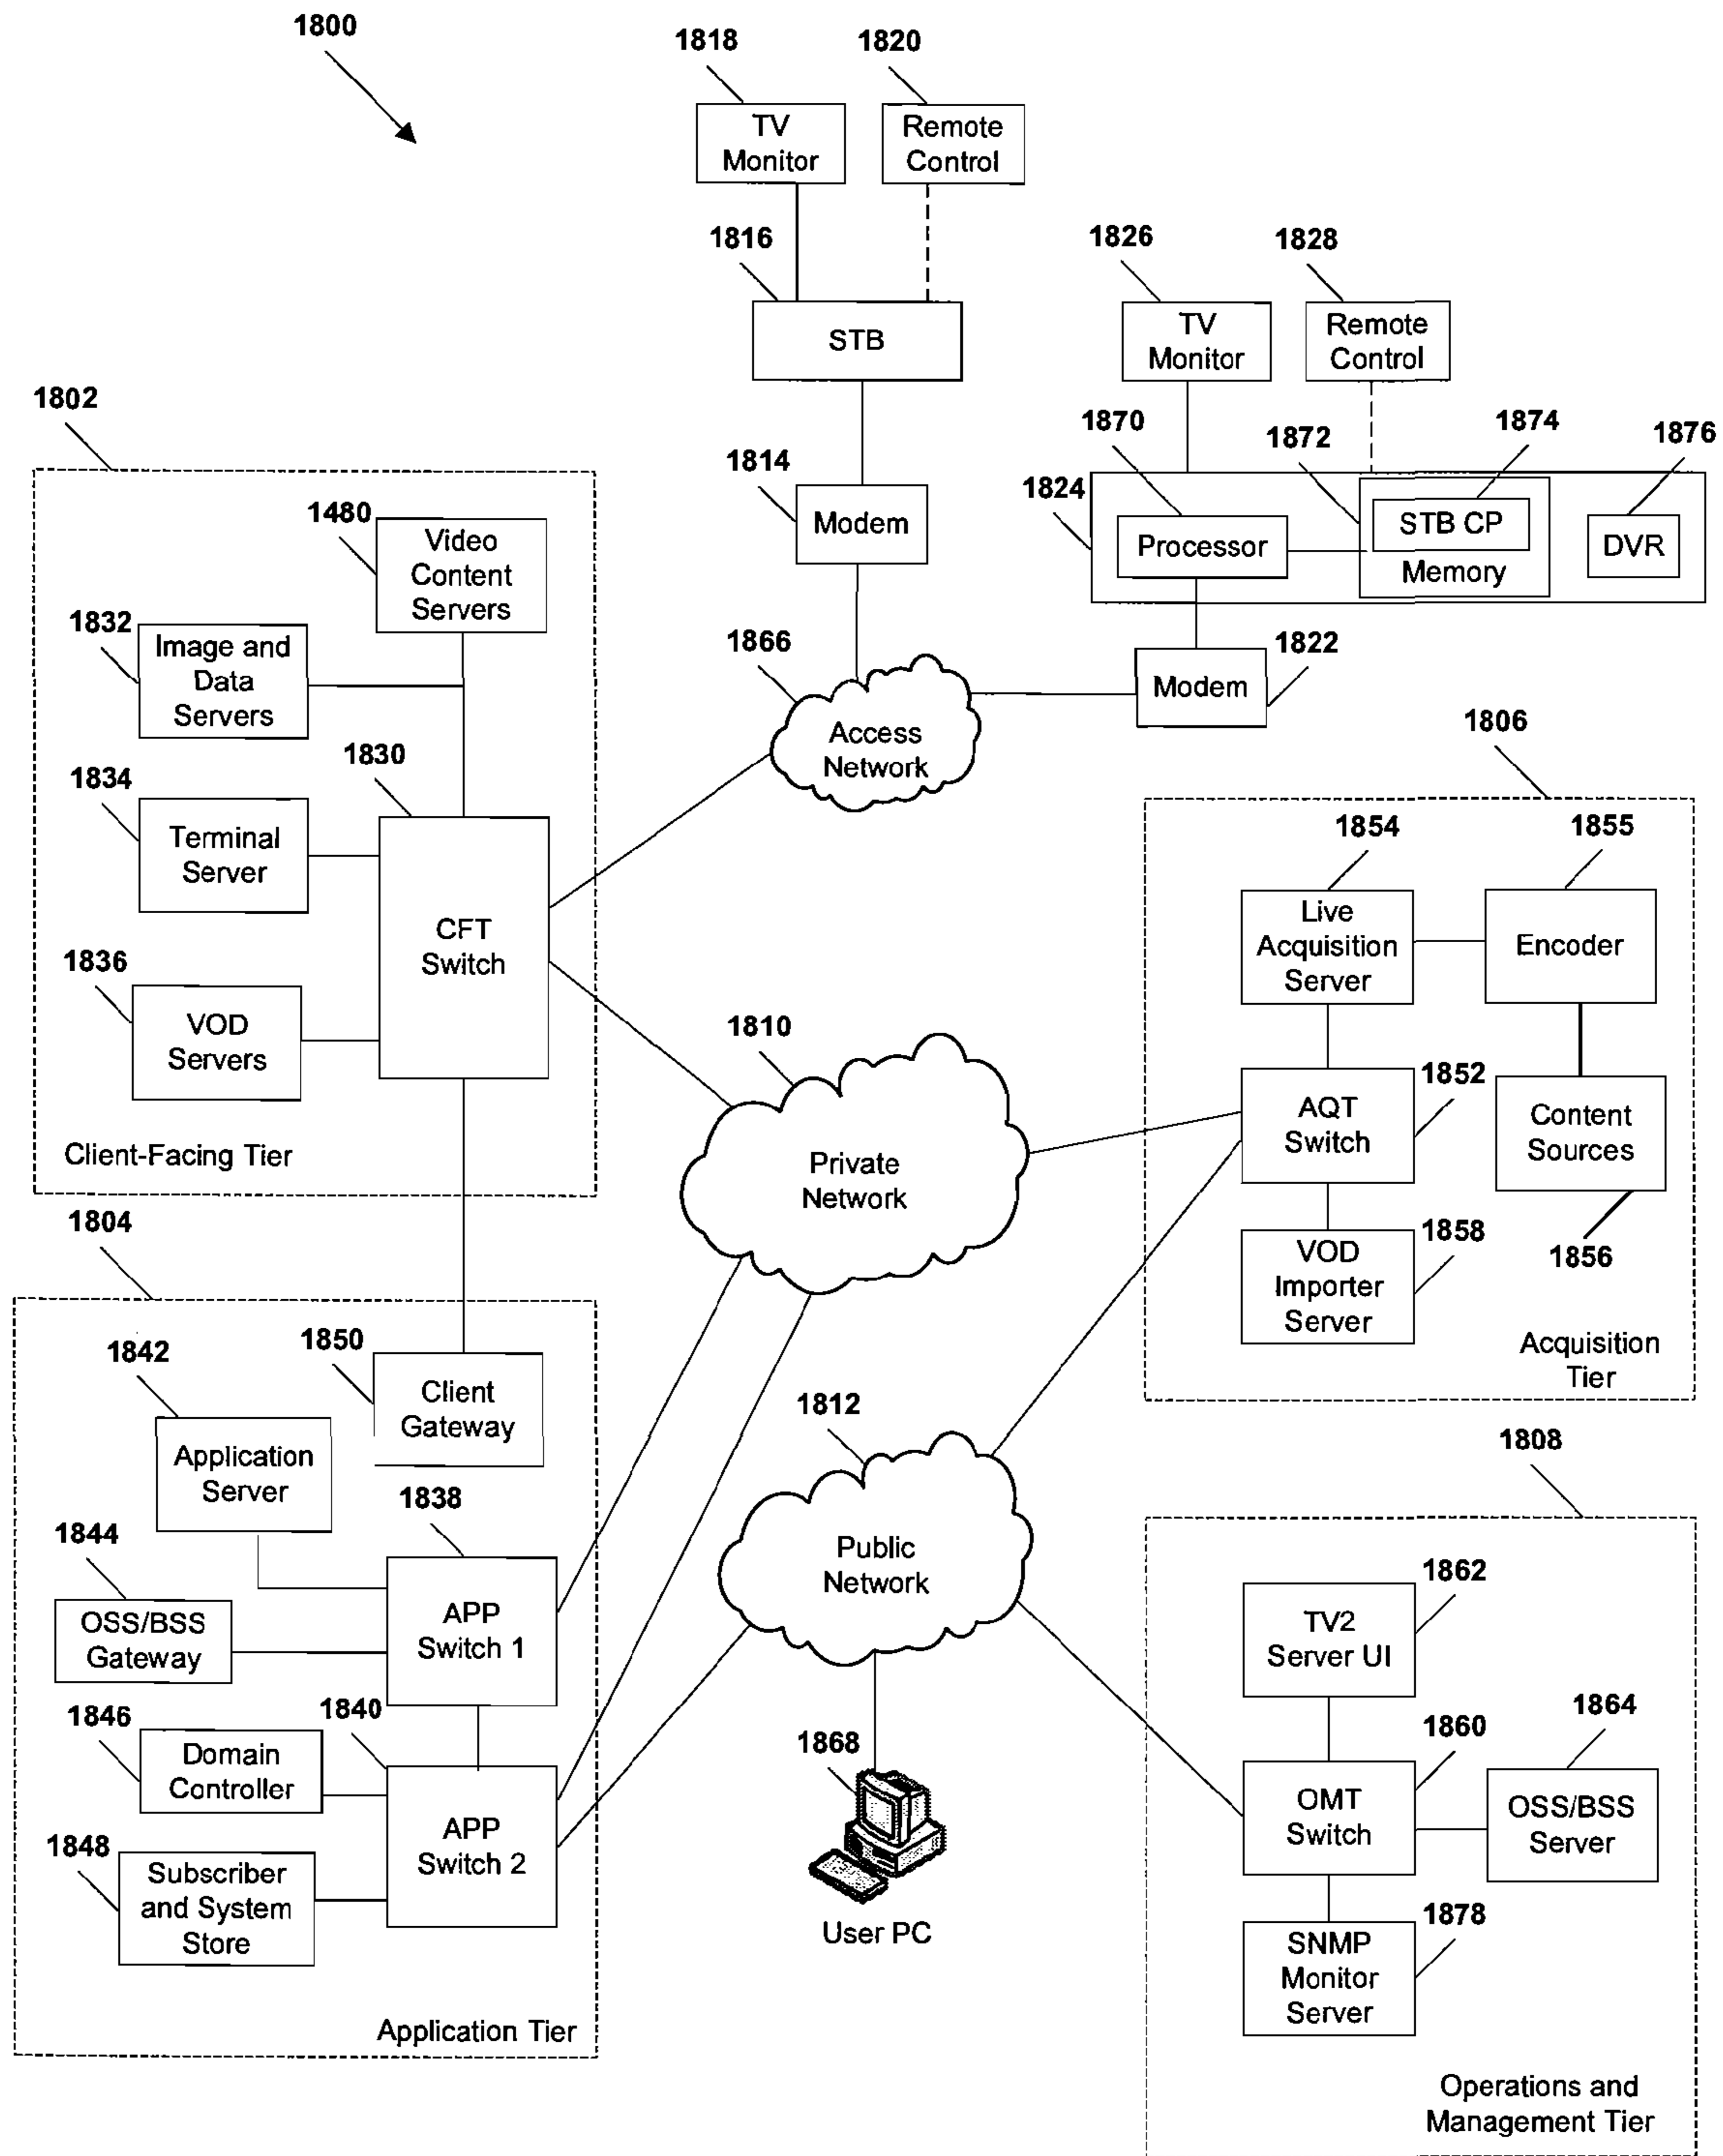 1800
1818
1820
TV
Monitor
Remote
Control
1816
STB
1826
1828
TV
Monitor
Remote
Control
1802
1814
Modem
1870
1872
1874
1876
1824
Processor
STB CP
Memory
DVR
1480
Video
Content
Servers
1832
Image and
Data
Servers
1866
Access
Network
Modem
1822
1834
Terminal
Server
1830
CFT
Switch
1836
VOD
Servers
Client-Facing Tier
1806
1854
1855
Live
Acquisition
Server
Encoder
1810
Private
Network
AQT
Switch
1852
Content
Sources
1856
VOD
Importer
Server
1858
Acquisition
Tier
1804
1842
1850
Client
Gateway
Application
Server
1838
1844
OSS/BSS
Gateway
APP
Switch 1
1846
1840
Domain
Controller
APP
Switch 2
1848
Subscriber
and System
Store
Application Tier
1812
Public
Network
1868
User PC
1808
TV2
Server UI
1862
1860
1864
OMT
Switch
OSS/BSS
Server
1878
SNMP
Monitor
Server
Operations and
Management Tier